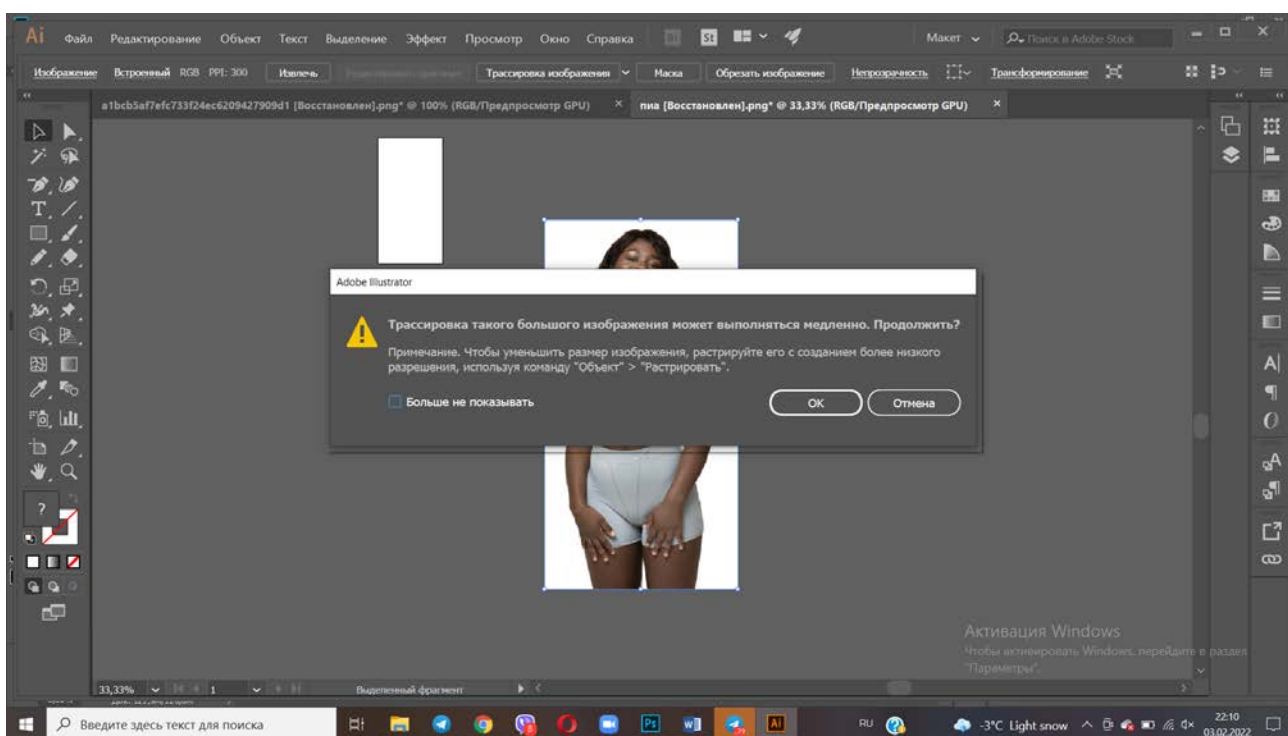 Ai Файл Редактирование Объект Текст Выделение Эффект Просмотр Окно Справка St Макет Поиск в Adobe Stock
Изображение Встроенный RGB PPI: 300 Извлечь Трассировка изображения Маска Обрезать изображение Непрозрачность Трансформирование
a1bcb5af7efc733f24ec6209427909d1 [Восстановлен].png* @ 100% (RGB/Предпросмотр GPU) × пиа [Восстановлен].png* @ 33,33% (RGB/Предпросмотр GPU) ×
Adobe Illustrator
Трассировка такого большого изображения может выполняться медленно. Продолжить?
Примечание. Чтобы уменьшить размер изображения, растрируйте его с созданием более низкого
разрешения, используя команду "Объект" > "Растрировать".
Больше не показывать
ОК
Отмена
Активация Windows
Чтобы активировать Windows, перейдите в раздел
"Параметры".
33,33% 1 Выделенный фрагмент
Введите здесь текст для поиска
Ps
Ai
RU
-3°C Light snow
22:10
03.02.2022